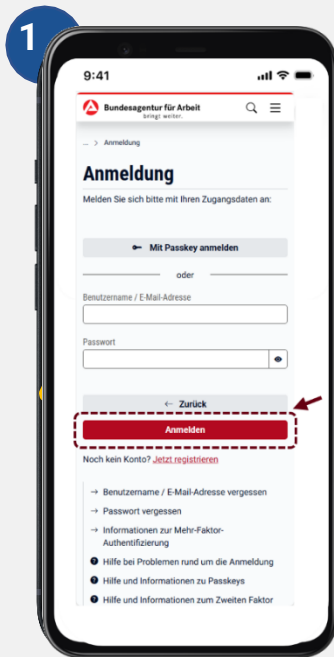 1
9:41
Bundesagentur für Arbeit
bringt weiter.
... > Anmeldung
Anmeldung
Melden Sie sich bitte mit Ihren Zugangsdaten an:
Mit Passkey anmelden
oder
Benutzername / E-Mail-Adresse
Passwort
← Zurück
Anmelden
Noch kein Konto? Jetzt registrieren
→ Benutzername / E-Mail-Adresse vergessen
→ Passwort vergessen
→ Informationen zur Mehr-Faktor-
Authentifizierung
Hilfe bei Problemen rund um die Anmeldung
Hilfe und Informationen zu Passkeys
Hilfe und Informationen zum Zweiten Faktor